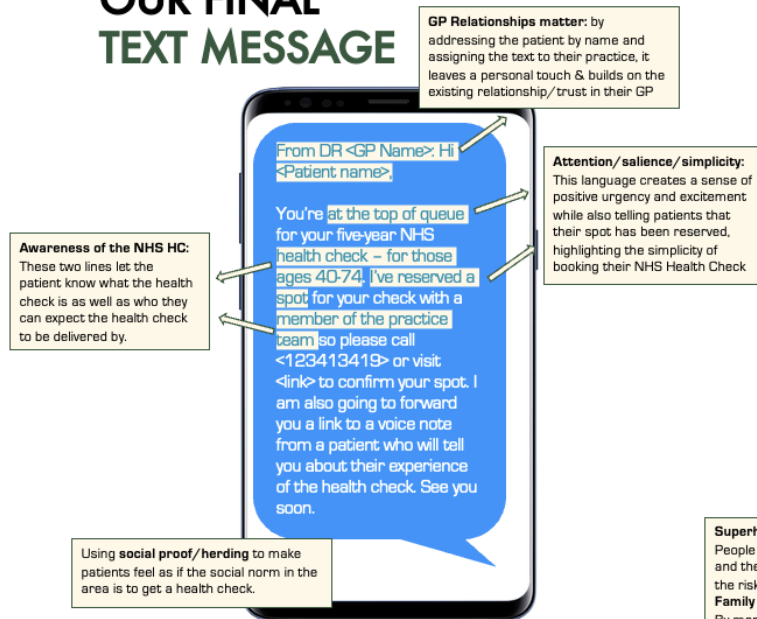 OUR FINAL
TEXT MESSAGE
GP Relationships matter: by
addressing the patient by name and
assigning the text to their practice, it
leaves a personal touch & builds on the
existing relationship/trust in their GP
From DR <GP Name>: Hi
<Patient name>,
You're at the top of queue
for your five-year NHS
health check – for those
ages 40-74. I've reserved a
spot for your check with a
member of the practice
team so please call
<123413419> or visit
<link> to confirm your spot. I
am also going to forward
you a link to a voice note
from a patient who will tell
you about their experience
of the health check. See you
soon.
Attention/salience/simplicity:
This language creates a sense of
positive urgency and excitement
while also telling patients that
their spot has been reserved,
highlighting the simplicity of
booking their NHS Health Check
Awareness of the NHS HC:
These two lines let the
patient know what the health
check is as well as who they
can expect the health check
to be delivered by.
Using social proof/herding to make
patients feel as if the social norm in the
area is to get a health check.
People
and the
the risk
Family